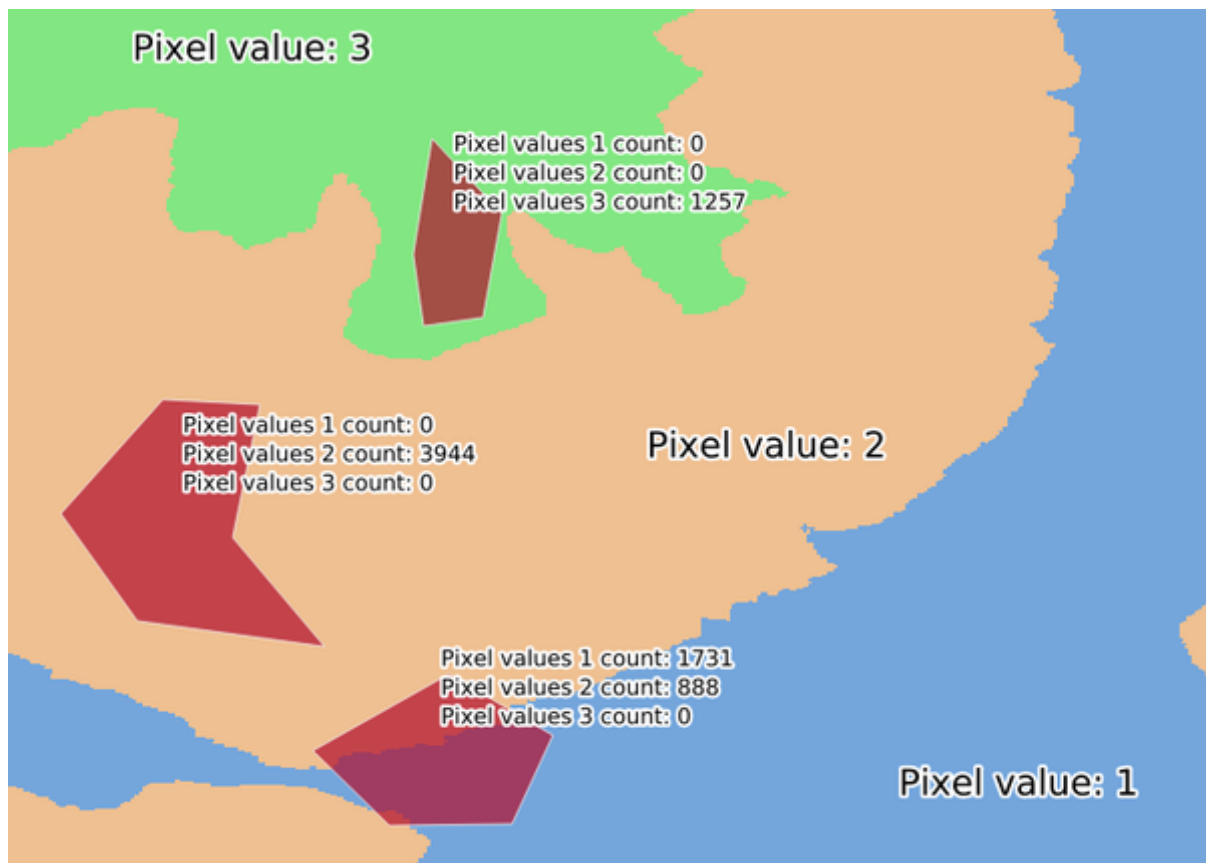 Pixel value: 3
Pixel values 1 count: 0
Pixel values 2 count: 0
Pixel values 3 count: 1257
Pixel values 1 count: 0
Pixel values 2 count: 3944
Pixel values 3 count: 0
Pixel value: 2
Pixel values 1 count: 1731
Pixel values 2 count: 888
Pixel values 3 count: 0
Pixel value: 1